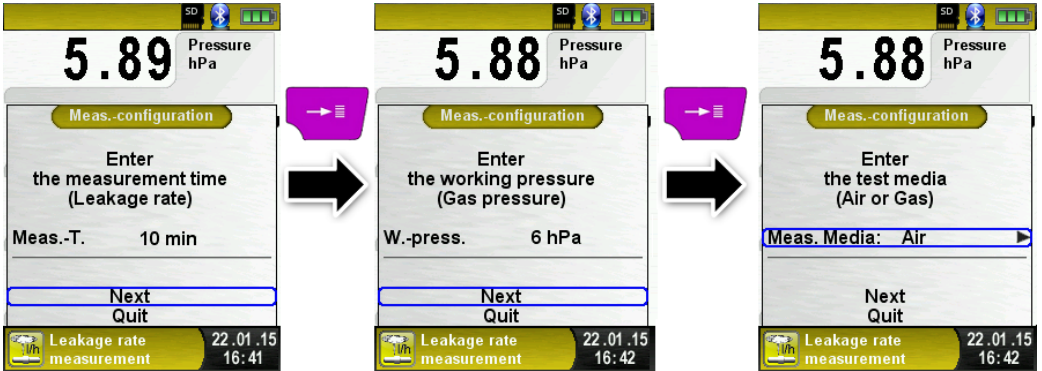 SD
5.89 Pressure
hPa
Meas.-configuration
Enter
the measurement time
(Leakage rate)
Meas.-T. 10 min
Next
Quit
l/h Leakage rate
measurement
22.01.15
16:41
SD
5.88 Pressure
hPa
Meas.-configuration
Enter
the working pressure
(Gas pressure)
W.-press. 6 hPa
Next
Quit
l/h Leakage rate
measurement
22.01.15
16:42
SD
5.88 Pressure
hPa
Meas.-configuration
Enter
the test media
(Air or Gas)
Meas. Media: Air
Next
Quit
l/h Leakage rate
measurement
22.01.15
16:42